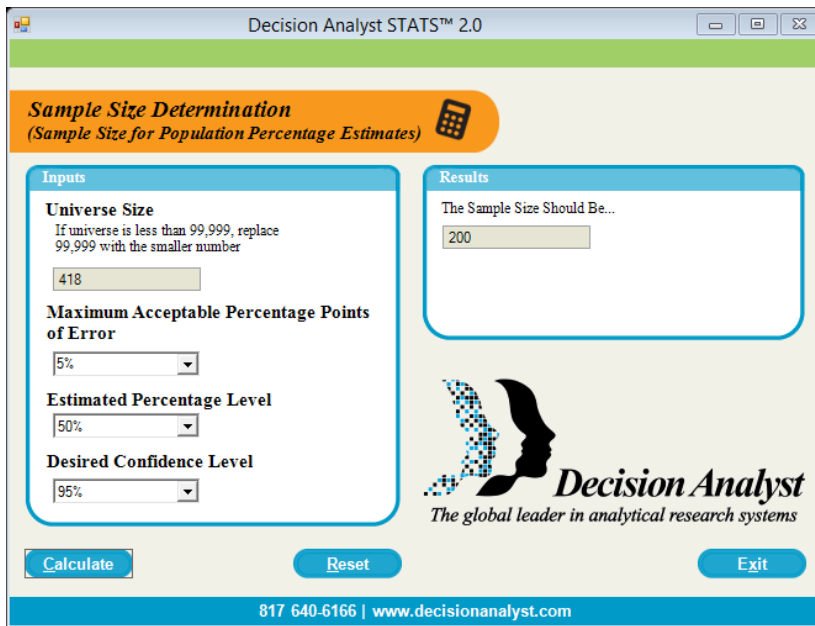 Decision Analyst STATS™ 2.0
Sample Size Determination
(Sample Size for Population Percentage Estimates)
Inputs
Universe Size
If universe is less than 99,999, replace
99,999 with the smaller number
418
Maximum Acceptable Percentage Points
of Error
5%
Estimated Percentage Level
50%
Desired Confidence Level
95%
Results
The Sample Size Should Be...
200
Decision Analyst
The global leader in analytical research systems
Calculate
Reset
Exit
817 640-6166 | www.decisionanalyst.com